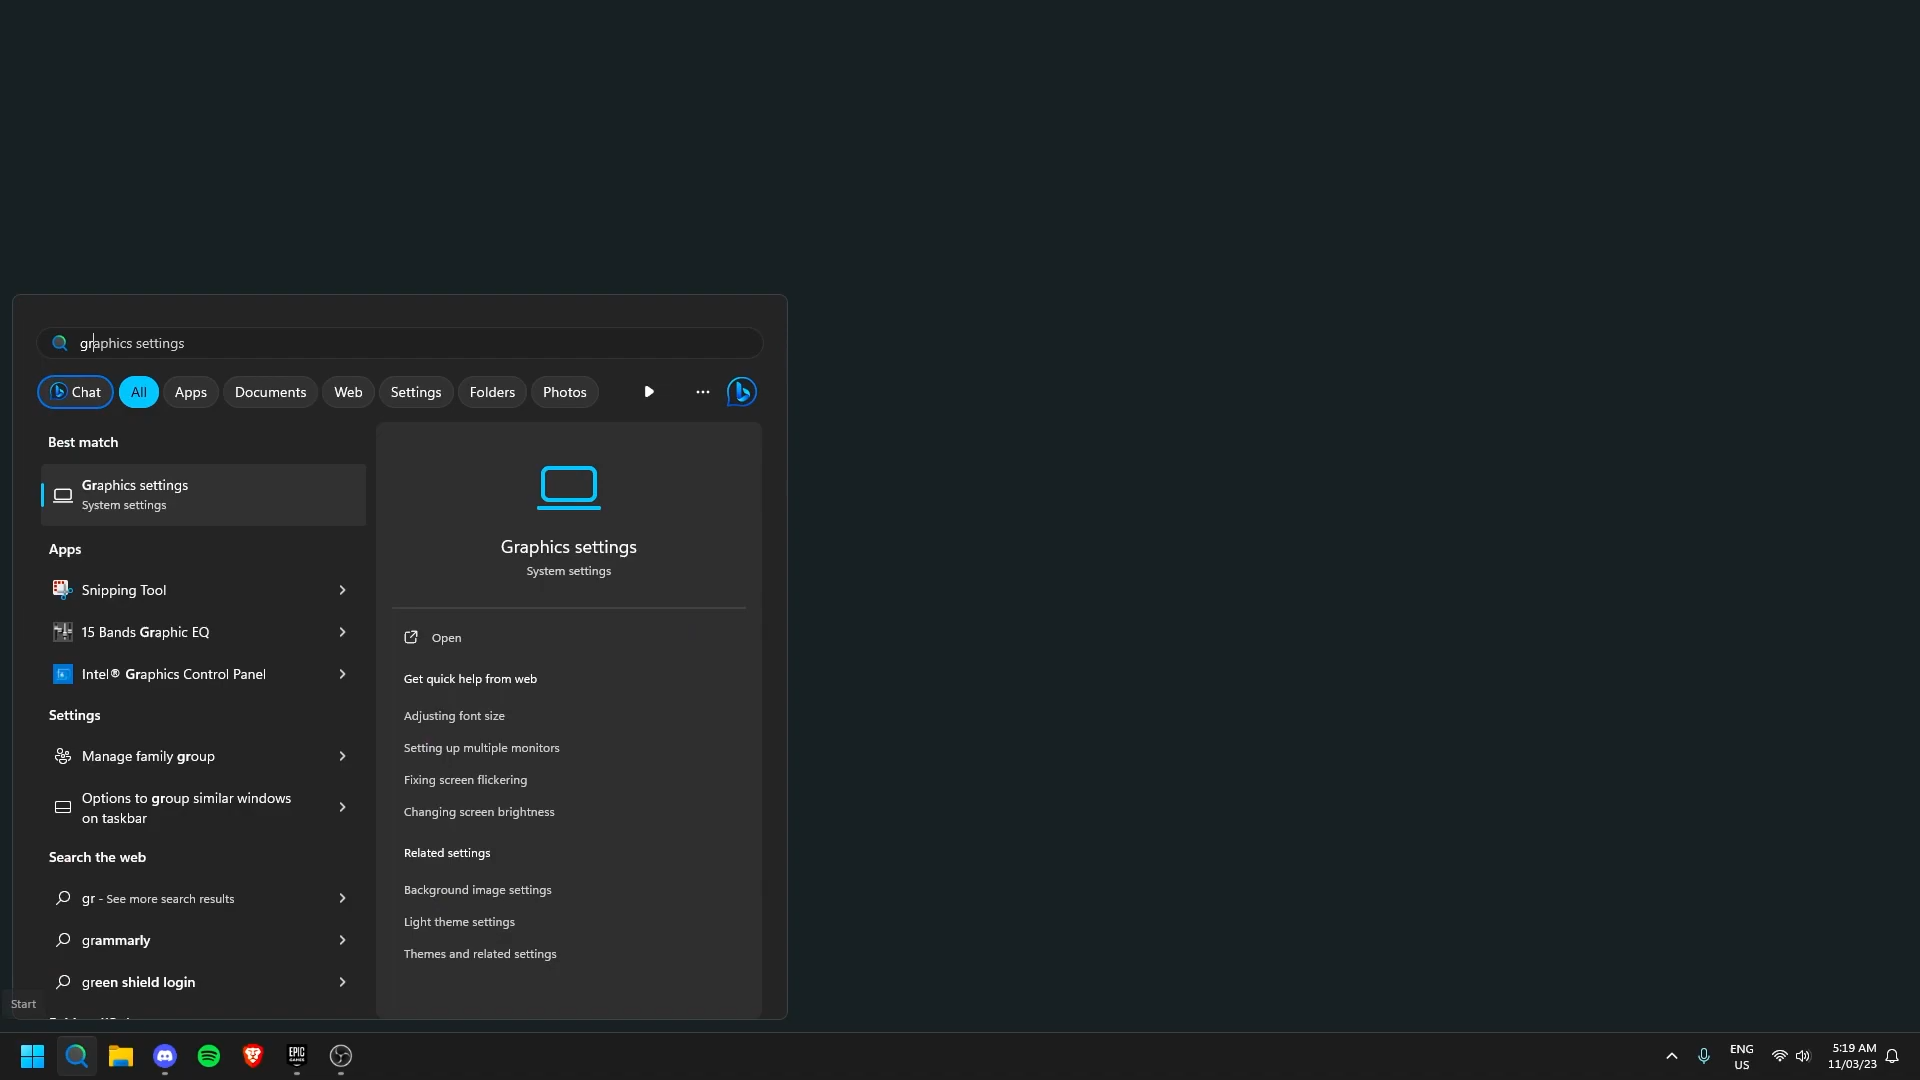 graphics settings
Chat
All
Apps
Documents
Web
Settings
Folders
Photos
Best match
Graphics settings
System settings
Apps
Snipping Tool
15 Bands Graphic EQ
Intel® Graphics Control Panel
Settings
Manage family group
Options to group similar windows
on taskbar
Search the web
gr - See more search results
grammarly
green shield login
Graphics settings
System settings
Open
Get quick help from web
Adjusting font size
Setting up multiple monitors
Fixing screen flickering
Changing screen brightness
Related settings
Background image settings
Light theme settings
Themes and related settings
Start
EPIC
GAMES
ENG
US
5:19 AM
11/03/23